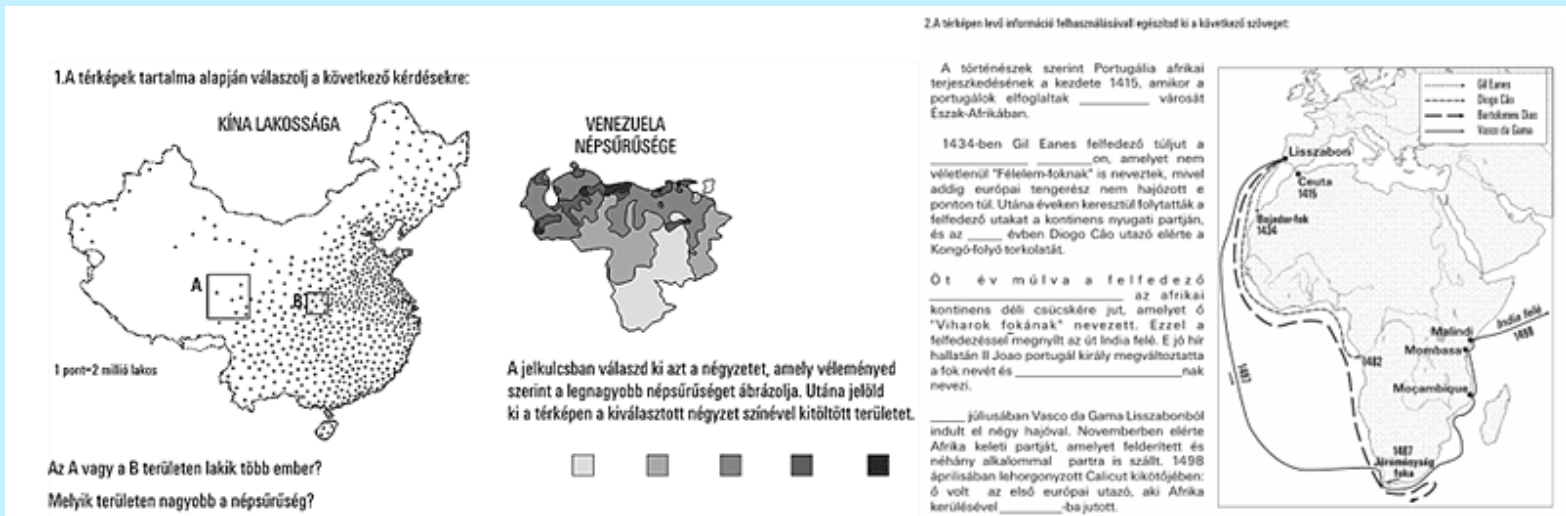 1.A térképek tartalma alapján válaszolj a következő kérdésekre:
KÍNA LAKOSSÁGA
A
B
1 pont=2 millió lakos
Az A vagy a B területen lakik több ember?
Melyik területen nagyobb a népsűrűség?
VENEZUELA
NÉPSŰRŰSÉGE
A jelkulcsban válaszd ki azt a négyzetet, amely véleményed
szerint a legnagyobb népsűrűséget ábrázolja. Utána jelöld
ki a térképen a kiválasztott négyzet színével kitöltött területet.
2.A térképen levő információ felhasználásávall egészítsd ki a következő szöveget:
A történészek szerint Portugália afrikai
terjeszkedésének a kezdete 1415, amikor a
portugálok elfoglaltak ________ városát
Észak-Afrikában.
1434-ben Gil Eanes felfedező túljut a
________ ________on, amelyet nem
véletlenül "Félelem-foknak" is neveztek, mivel
addig európai tengerész nem hajózott e
ponton túl. Utána éveken keresztül folytatták a
felfedező utakat a kontinens nyugati partján,
és az _____ évben Diogo Cão utazó elérte a
Kongó-folyó torkolatát.
Öt év múlva a felfedező
________________ az afrikai
kontinens déli csücskére jut, amelyet ő
"Viharok fokának" nevezett. Ezzel a
felfedezéssel megnyílt az út India felé. E jó hír
hallatán II Joao portugál király megváltoztatta
a fok nevét és ________________nak
nevezi.
_____ júliusában Vasco da Gama Lisszabonból
indult el négy hajóval. Novemberben elérte
Afrika keleti partját, amelyet felderített és
néhány alkalommal partra is szállt. 1498
áprilisában lehorgonyzott Calicut kikötőjében:
ő volt az első európai utazó, aki Afrika
kerülésével ________-ba jutott.
Gil Eanes
Diogo Cão
Bartolomeu Dias
Vasco da Gama
Lisszabon
Ceuta
1415
Bojador-fok
1434
India felé
1498
Malindi
Mombasa
1482
1497
Moçambique
1487
Jóreménység
foka